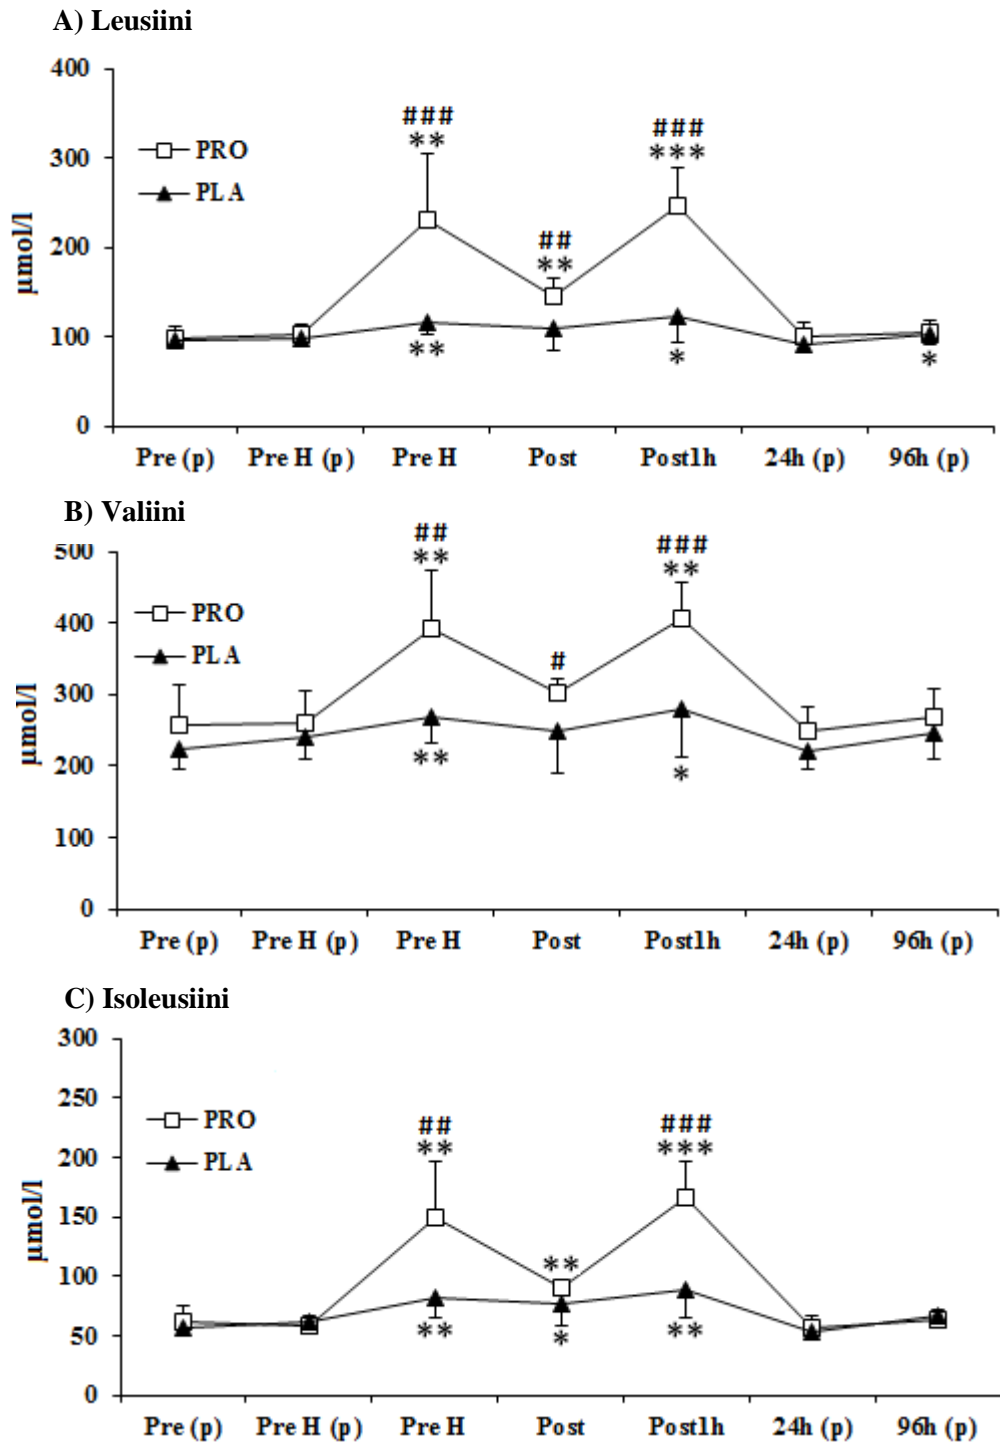 A) Leusiini
400
###
**
###
***
PRO
300
PLA
##
**
200
µmol/l
100
**
*
*
0
Pre (p) Pre H (p) Pre H Post Post1h 24h (p) 96h (p)
B) Valiini
##
500
**
###
**
PRO
400
PLA
#
300
µmol/l
200
**
*
100
0
Pre (p) Pre H (p) Pre H Post Post1h 24h (p) 96h (p)
C) Isoleusiini
300
250
PRO
##
**
###
***
200
PLA
150
µmol/l
100
**
50
**
*
**
0
Pre (p) Pre H (p) Pre H Post Post1h 24h (p) 96h (p)